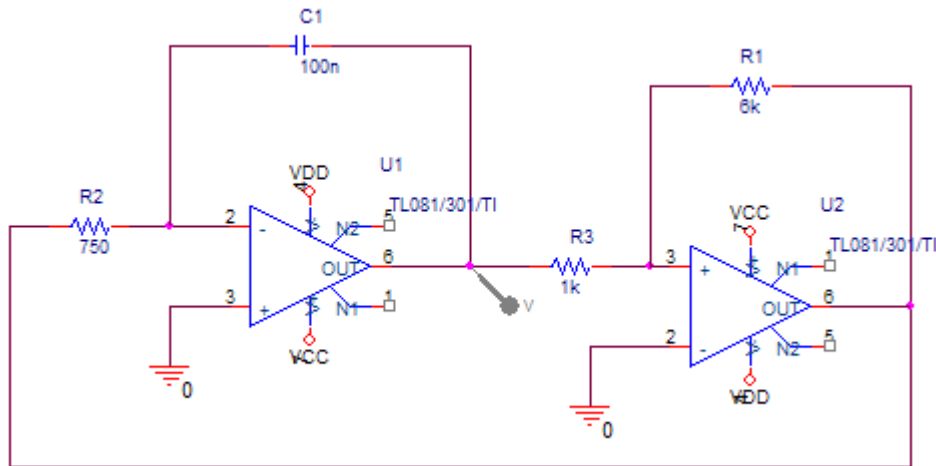 C1
100n
R1
6k
U1
VDD
4
TL081/301/TI
R2
750
2
-
N2
5
OUT
6
3
+
N1
1
VCC
0
V
R3
1k
U2
VCC
7
TL081/301/TI
3
+
N1
1
OUT
6
2
-
N2
5
VDD
0